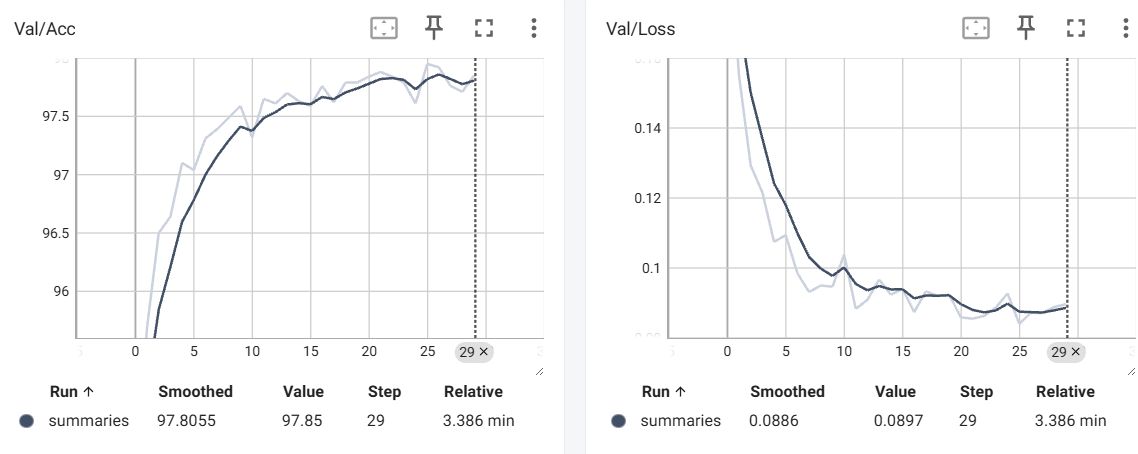 Val/Acc
97.5
97
96.5
96
0 5 10 15 20 25 29 ×
Run ↑ Smoothed Value Step Relative
summaries 97.8055 97.85 29 3.386 min
Val/Loss
0.14
0.12
0.1
0 5 10 15 20 25 29 ×
Run ↑ Smoothed Value Step Relative
summaries 0.0886 0.0897 29 3.386 min